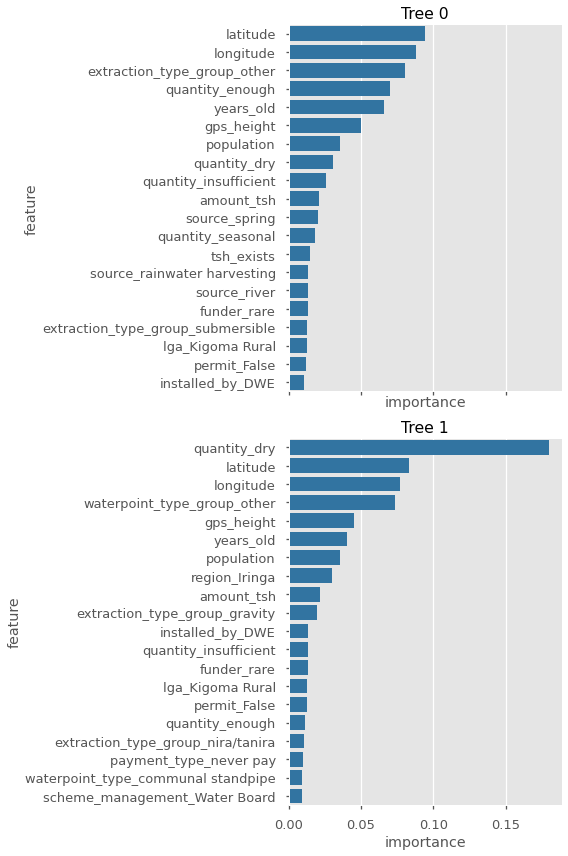 Tree 0
latitude
longitude
extraction_type_group_other
quantity_enough
years_old
gps_height
population
quantity_dry
quantity_insufficient
amount_tsh
source_spring
quantity_seasonal
tsh_exists
source_rainwater harvesting
source_river
funder_rare
extraction_type_group_submersible
lga_Kigoma Rural
permit_False
installed_by_DWE
feature
importance
Tree 1
quantity_dry
latitude
longitude
waterpoint_type_group_other
gps_height
years_old
population
region_Iringa
amount_tsh
extraction_type_group_gravity
installed_by_DWE
quantity_insufficient
funder_rare
lga_Kigoma Rural
permit_False
quantity_enough
extraction_type_group_nira/tanira
payment_type_never pay
waterpoint_type_communal standpipe
scheme_management_Water Board
feature
0.00 0.05 0.10 0.15
importance